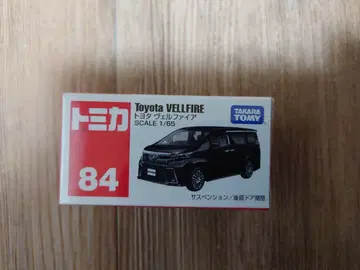 トミカ
84
Toyota VELLFIRE
トヨタ ヴェルファイア
SCALE 1/65
TAKARA
TOMY
サスペンション/後部ドア開閉